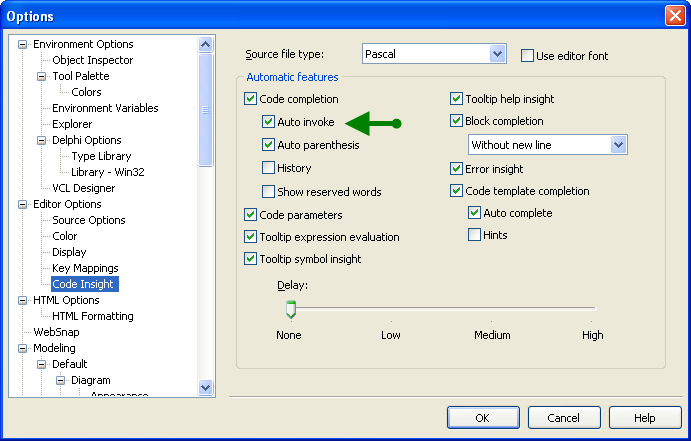 Options
Environment Options
Object Inspector
Tool Palette
Colors
Environment Variables
Explorer
Delphi Options
Type Library
Library - Win32
VCL Designer
Editor Options
Source Options
Color
Display
Key Mappings
Code Insight
HTML Options
HTML Formatting
WebSnap
Modeling
Default
Diagram
Appearance
Source file type: Pascal Use editor font
Automatic features
Code completion
Auto invoke
Auto parenthesis
History
Show reserved words
Code parameters
Tooltip expression evaluation
Tooltip symbol insight
Tooltip help insight
Block completion
Without new line
Error insight
Code template completion
Auto complete
Hints
Delay:
None Low Medium High
OK Cancel Help